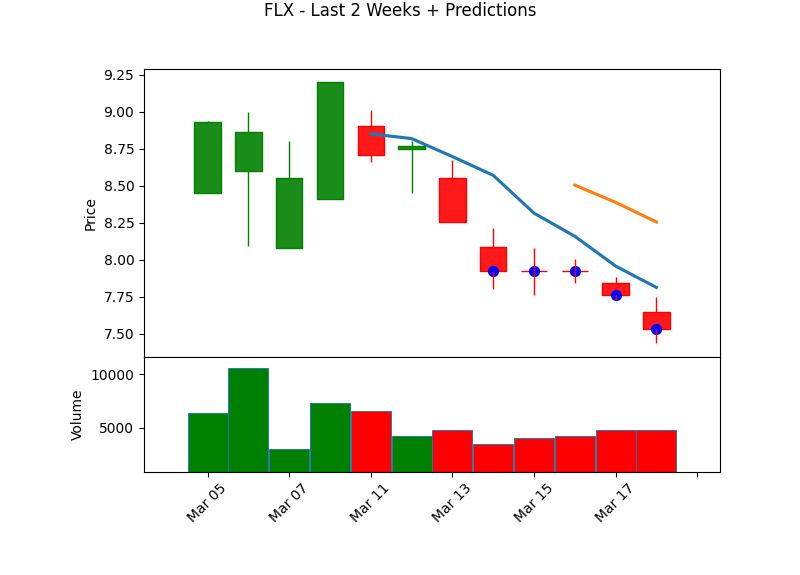 FLX - Last 2 Weeks + Predictions
9.25
9.00
8.75
8.50
8.25
8.00
7.75
7.50
Price
10000
5000
Volume
Mar 05
Mar 07
Mar 11
Mar 13
Mar 15
Mar 17